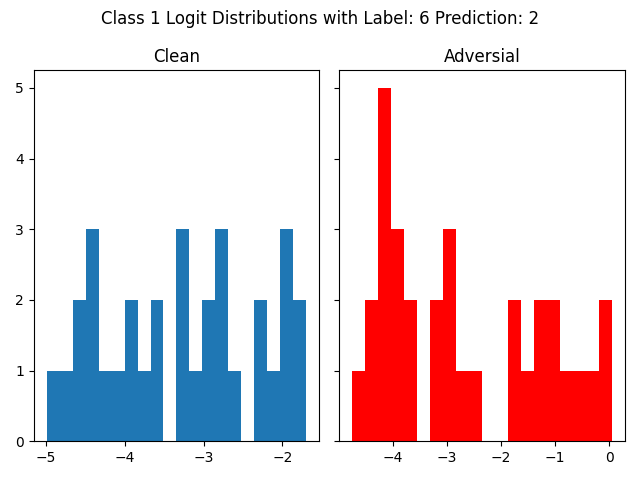 Class 1 Logit Distributions with Label: 6 Prediction: 2
Clean
Adversial
5
4
3
2
1
0
−5 −4 −3 −2
−4 −3 −2 −1 0